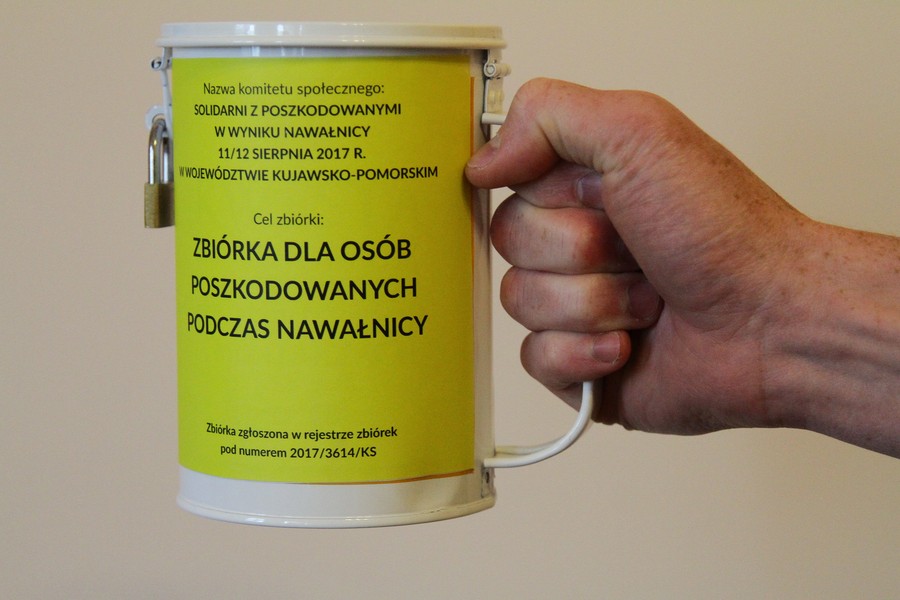 Nazwa komitetu społecznego:
SOLIDARNI Z POSZKODOWANYMI
W WYNIKU NAWAŁNICY
11/12 SIERPNIA 2017 R.
W WOJEWÓDZTWIE KUJAWSKO-POMORSKIM
Cel zbiórki:
ZBIÓRKA DLA OSÓB
POSZKODOWANYCH
PODCZAS NAWAŁNICY
Zbiórka zgłoszona w rejestrze zbiórek
pod numerem 2017/3614/KS